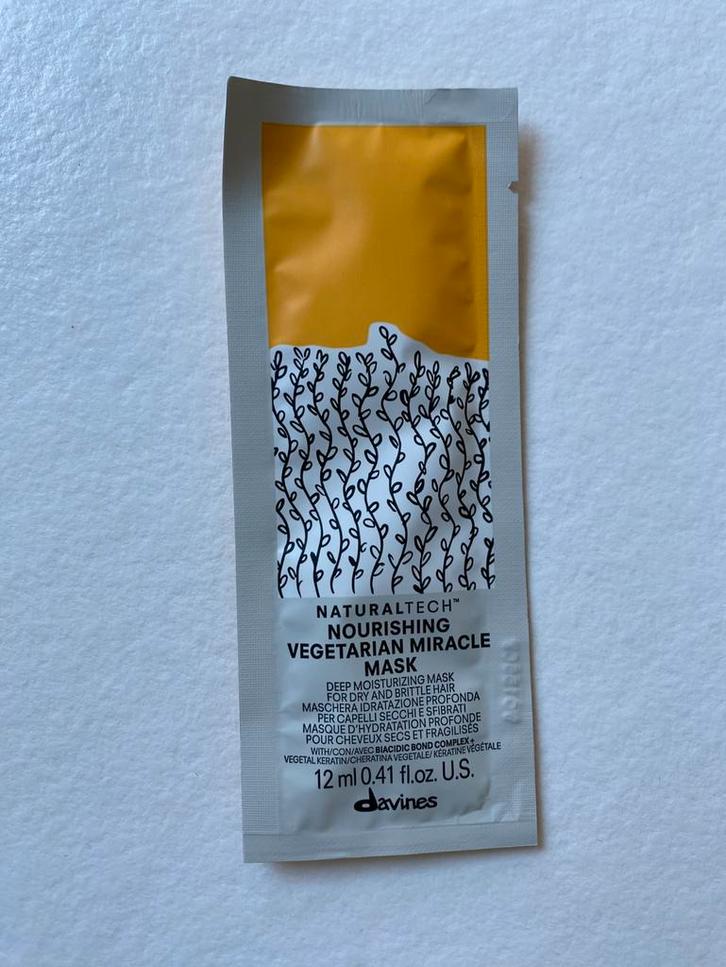 NATURALTECH™
NOURISHING
VEGETARIAN MIRACLE
MASK
DEEP MOISTURIZING MASK
FOR DRY AND BRITTLE HAIR
MASCHERA IDRATAZIONE PROFONDA
PER CAPELLI SECCHI E SFIBRATI
MASQUE D'HYDRATATION PROFONDE
POUR CHEVEUX SECS ET FRAGILISÉS
WITH/CON/AVEC BIACIDIC BOND COMPLEX+
VEGETAL KERATIN/CHERATINA VEGETALE/ KÉRATINE VÉGÉTALE
12 ml 0.41 fl.oz. U.S.
davines